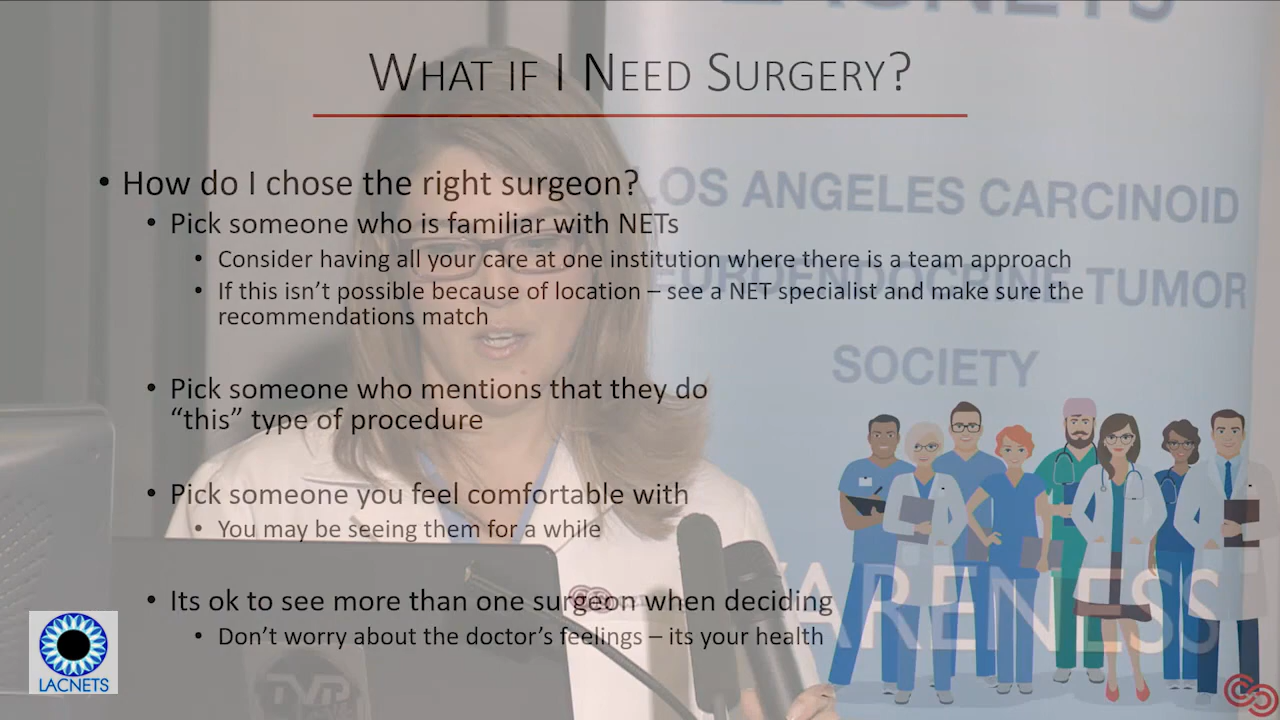 LACNETS
WHAT IF I NEED SURGERY?
• How do I chose the right surgeon?
• Pick someone who is familiar with NETs
• Consider having all your care at one institution where there is a team approach
• If this isn't possible because of location – see a NET specialist and make sure the
recommendations match
• Pick someone who mentions that they do
“this” type of procedure
• Pick someone you feel comfortable with
• You may be seeing them for a while
• Its ok to see more than one surgeon when deciding
• Don't worry about the doctor's feelings – its your health
LOS ANGELES CARCINOID
TUMOR
SOCIETY
LACNETS